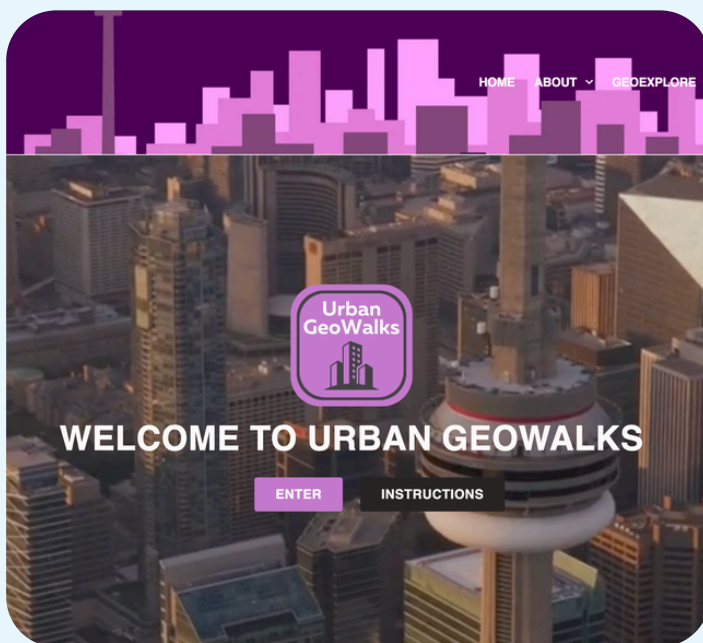 HOME ABOUT GEOEXPLORE
Urban
GeoWalks
WELCOME TO URBAN GEOWALKS
ENTER INSTRUCTIONS